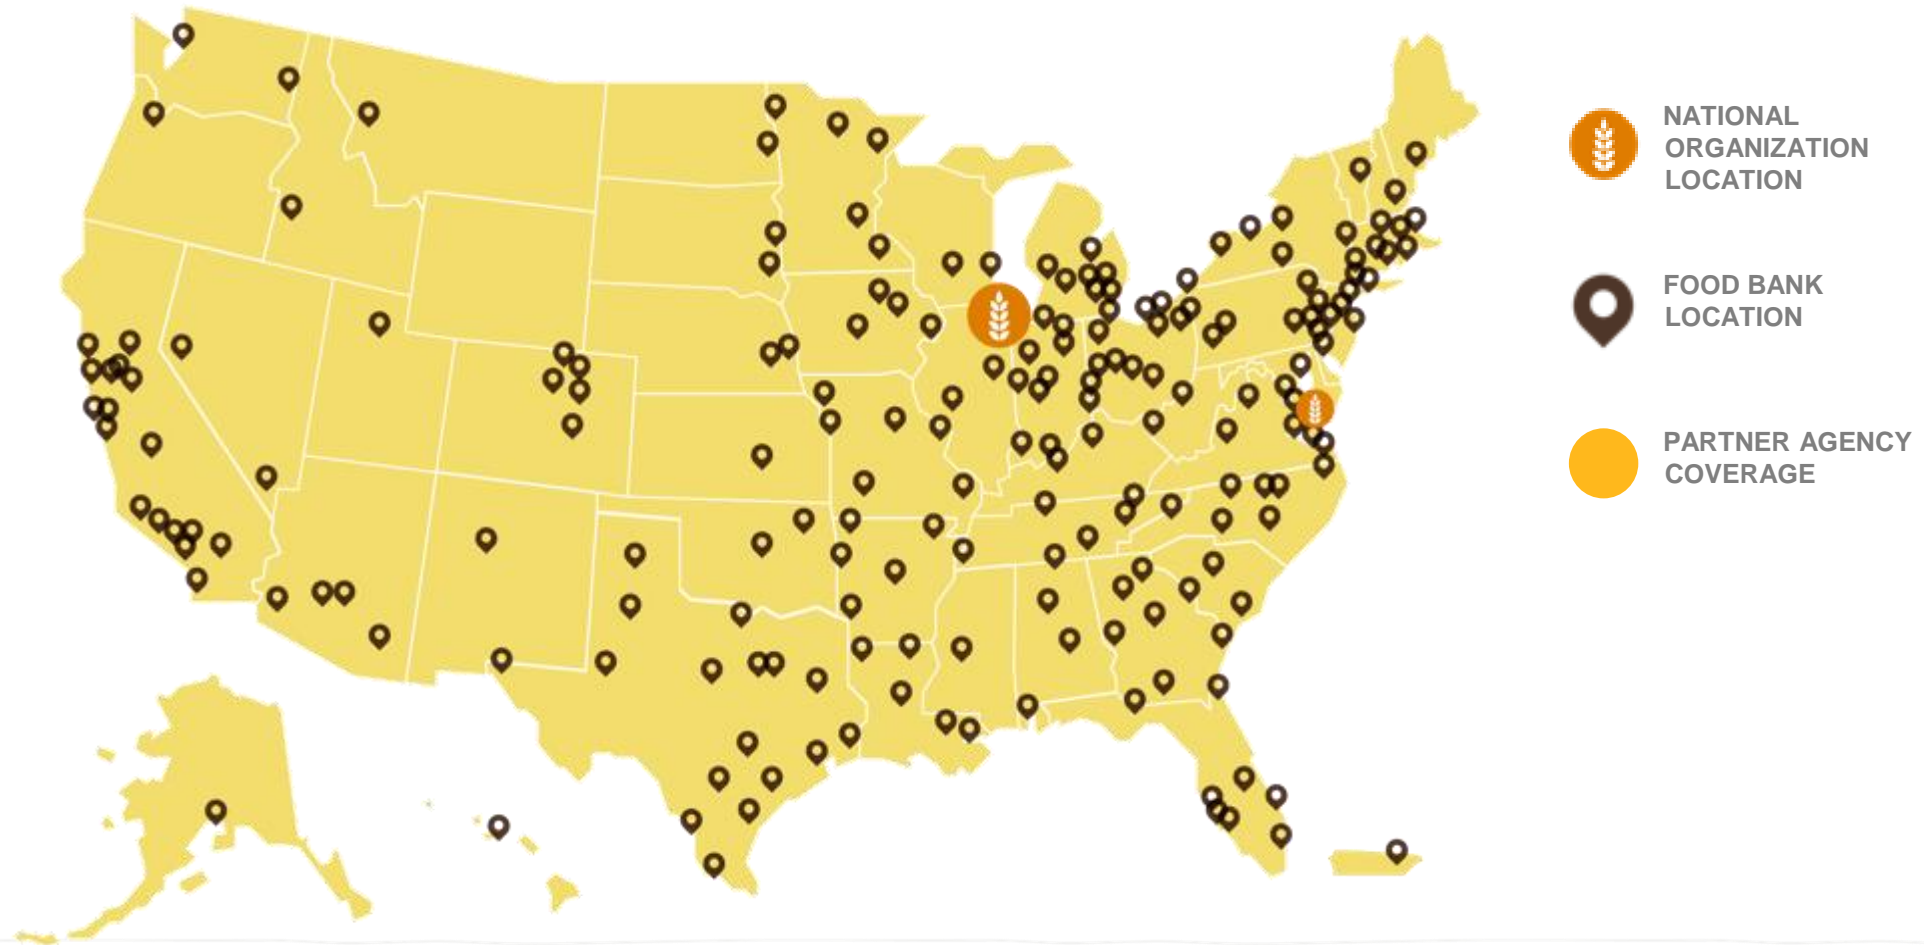 NATIONAL
ORGANIZATION
LOCATION
FOOD BANK
LOCATION
PARTNER AGENCY
COVERAGE